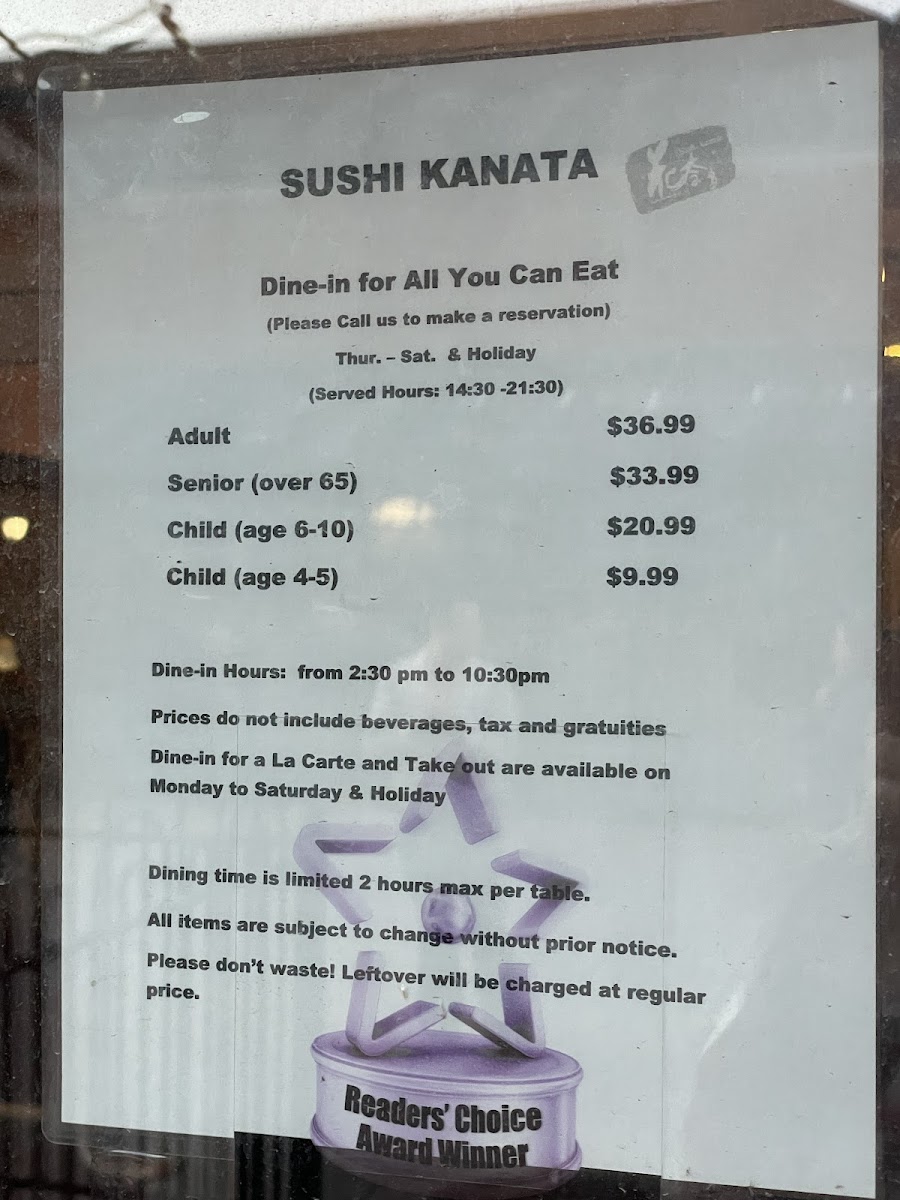 SUSHI KANATA
Dine-in for All You Can Eat
(Please Call us to make a reservation)
Thur. – Sat.  & Holiday
(Served Hours: 14:30 -21:30)
Adult $36.99
Senior (over 65) $33.99
Child (age 6-10) $20.99
Child (age 4-5) $9.99
Dine-in Hours:  from 2:30 pm to 10:30pm
Prices do not include beverages, tax and gratuities
Dine-in for a La Carte and Take out are available on
Monday to Saturday & Holiday
Dining time is limited 2 hours max per table.
All items are subject to change without prior notice.
Please don't waste! Leftover will be charged at regular
price.
Readers' Choice
Award Winner